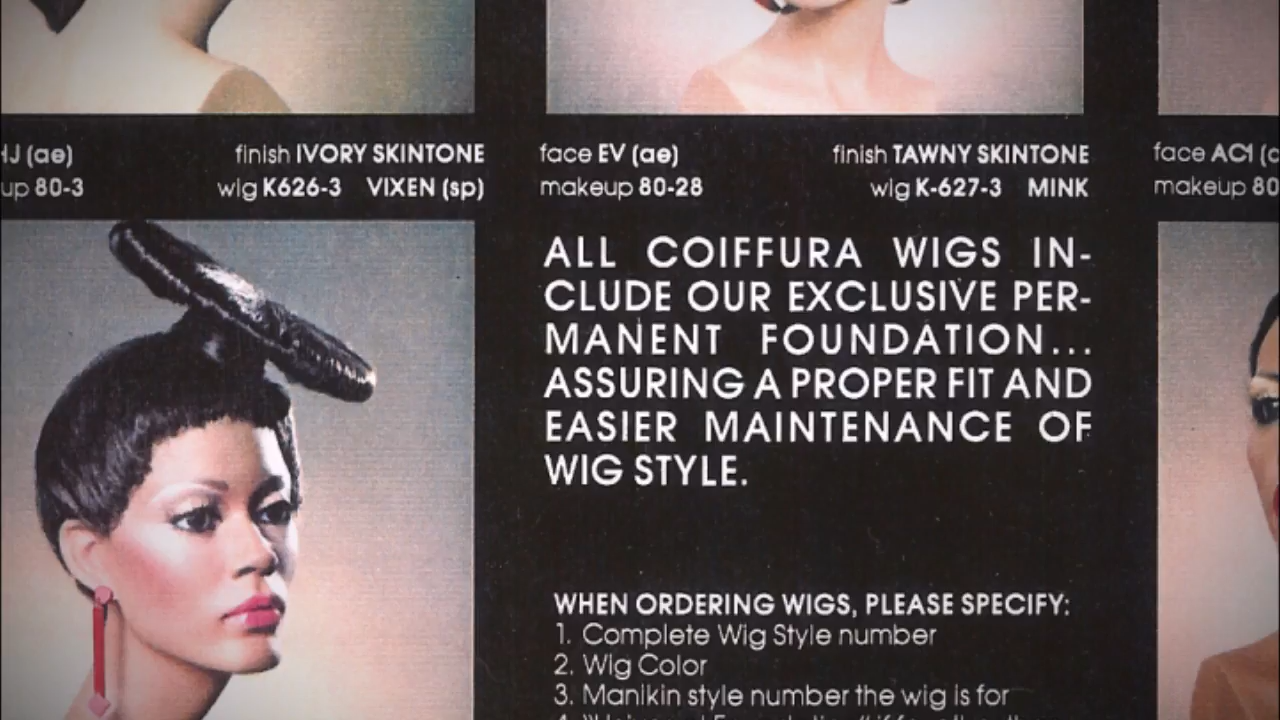 HJ (ae) finish IVORY SKINTONE
up 80-3 wig K626-3 VIXEN (sp)
face EV (ae) finish TAWNY SKINTONE
makeup 80-28 wig K-627-3 MINK
face AC1
makeup 80
ALL COIFFURA WIGS IN-
CLUDE OUR EXCLUSIVE PER-
MANENT FOUNDATION...
ASSURING A PROPER FIT AND
EASIER MAINTENANCE OF
WIG STYLE.
WHEN ORDERING WIGS, PLEASE SPECIFY:
1. Complete Wig Style number
2. Wig Color
3. Manikin style number the wig is for